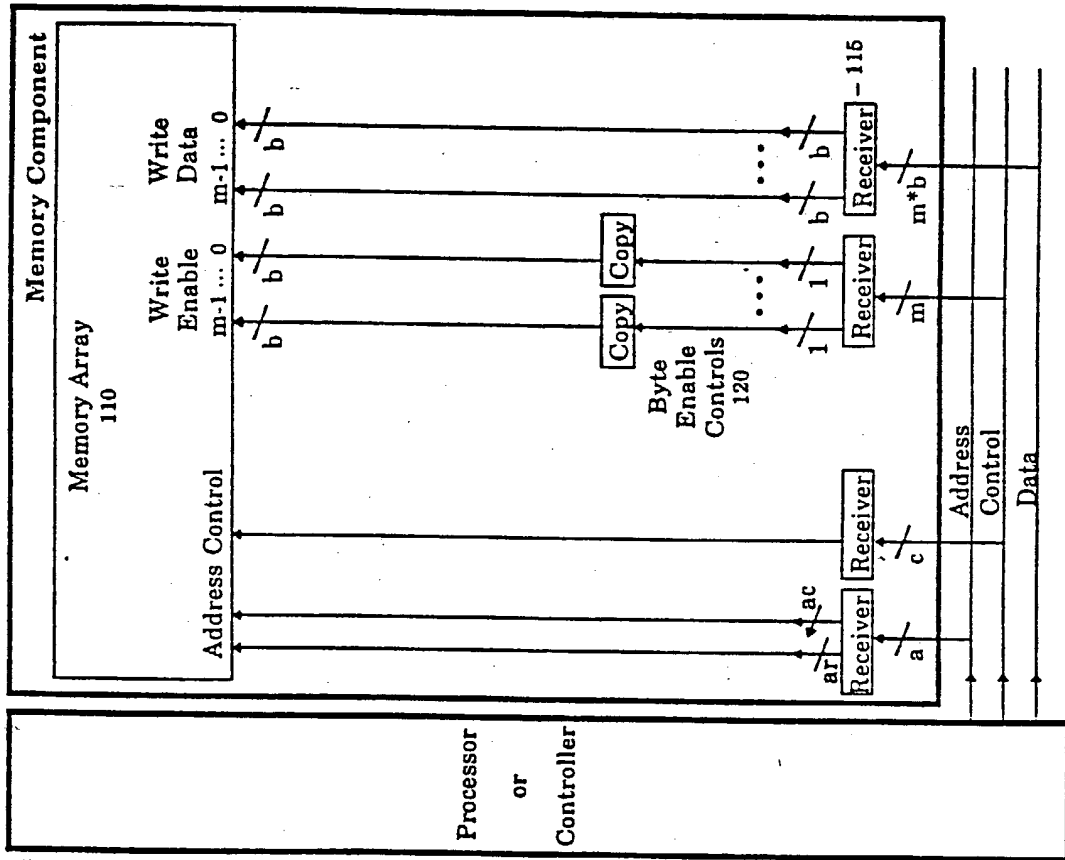 Memory Component
Memory Array
110
Address Control
Write
Enable
m-1 ... 0
Write
Data
m-1 ... 0
b
b
b
b
Copy
Copy
Byte
Enable
Controls
120
ar
ac
1
1
b
b
Receiver
Receiver
Receiver
Receiver
115
a
c
m
m*b
Address
Control
Data
Processor
or
Controller